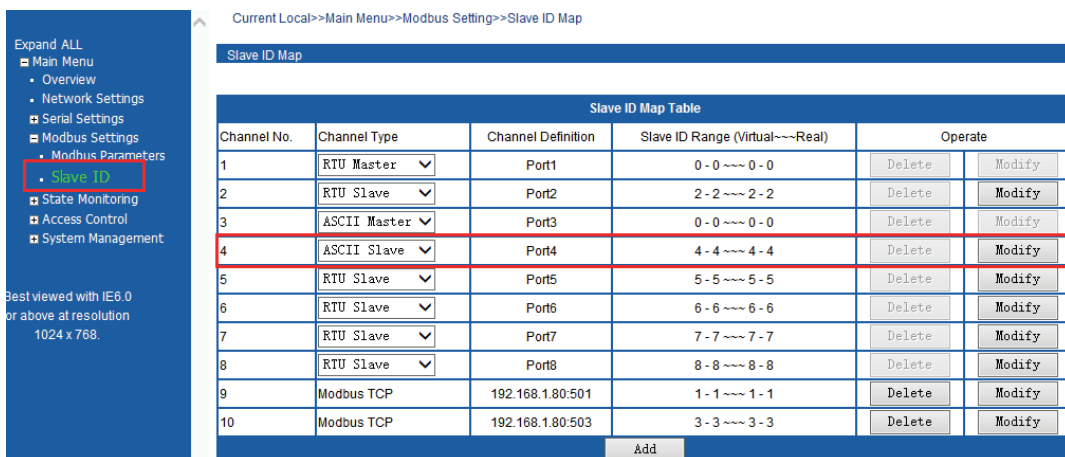 Current Local>>Main Menu>>Modbus Setting>>Slave ID Map
Expand ALL
Main Menu
Overview
Network Settings
Serial Settings
Modbus Settings
Modbus Parameters
Slave ID
State Monitoring
Access Control
System Management
Best viewed with IE6.0
or above at resolution
1024 x 768.
Slave ID Map
Slave ID Map Table
Channel No. Channel Type Channel Definition Slave ID Range (Virtual~~~Real) Operate
1 RTU Master Port1 0 - 0 ~~~ 0 - 0 Delete Modify
2 RTU Slave Port2 2 - 2 ~~~ 2 - 2 Delete Modify
3 ASCII Master Port3 0 - 0 ~~~ 0 - 0 Delete Modify
4 ASCII Slave Port4 4 - 4 ~~~ 4 - 4 Delete Modify
5 RTU Slave Port5 5 - 5 ~~~ 5 - 5 Delete Modify
6 RTU Slave Port6 6 - 6 ~~~ 6 - 6 Delete Modify
7 RTU Slave Port7 7 - 7 ~~~ 7 - 7 Delete Modify
8 RTU Slave Port8 8 - 8 ~~~ 8 - 8 Delete Modify
9 Modbus TCP 192.168.1.80:501 1 - 1 ~~~ 1 - 1 Delete Modify
10 Modbus TCP 192.168.1.80:503 3 - 3 ~~~ 3 - 3 Delete Modify
Add